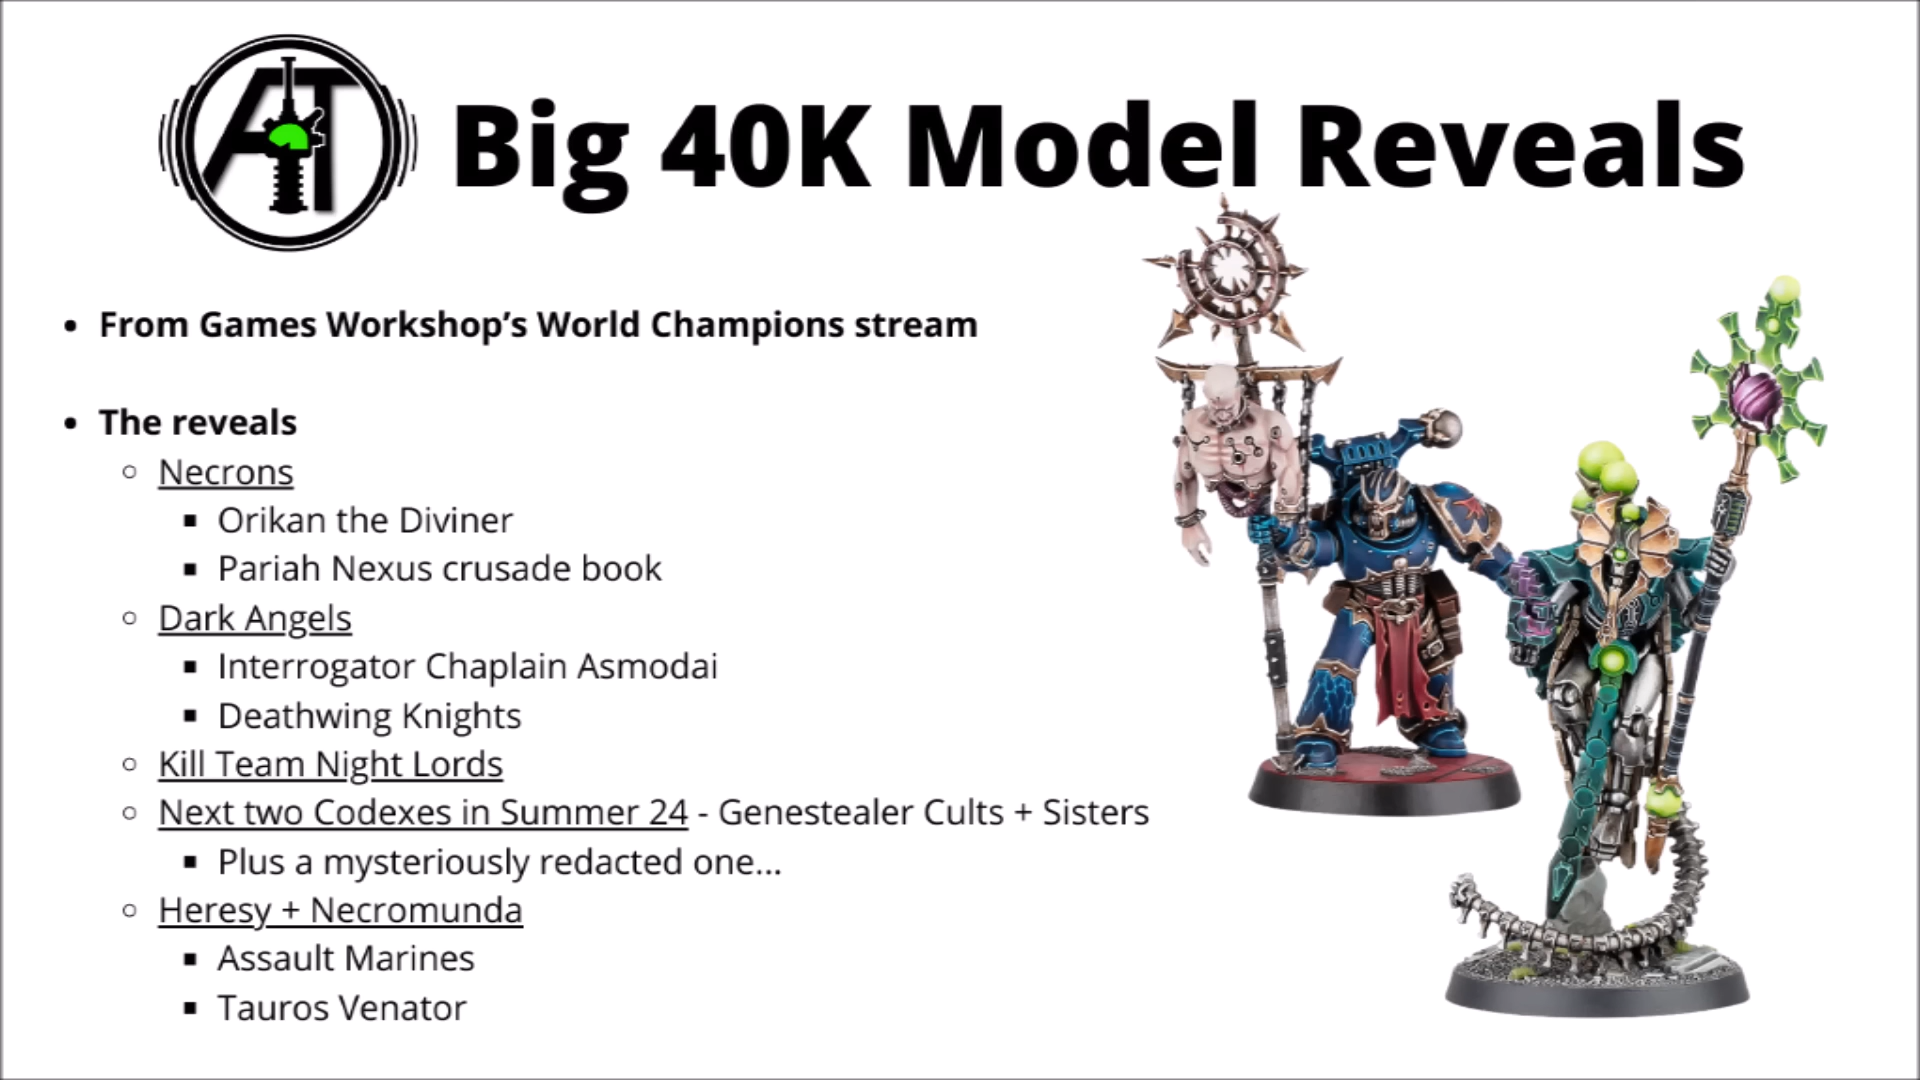 AT
Big 40K Model Reveals
• From Games Workshop’s World Champions stream
• The reveals
○ Necrons
▪ Orikan the Diviner
▪ Pariah Nexus crusade book
○ Dark Angels
▪ Interrogator Chaplain Asmodai
▪ Deathwing Knights
○ Kill Team Night Lords
○ Next two Codexes in Summer 24 - Genestealer Cults + Sisters
▪ Plus a mysteriously redacted one...
○ Heresy + Necromunda
▪ Assault Marines
▪ Tauros Venator